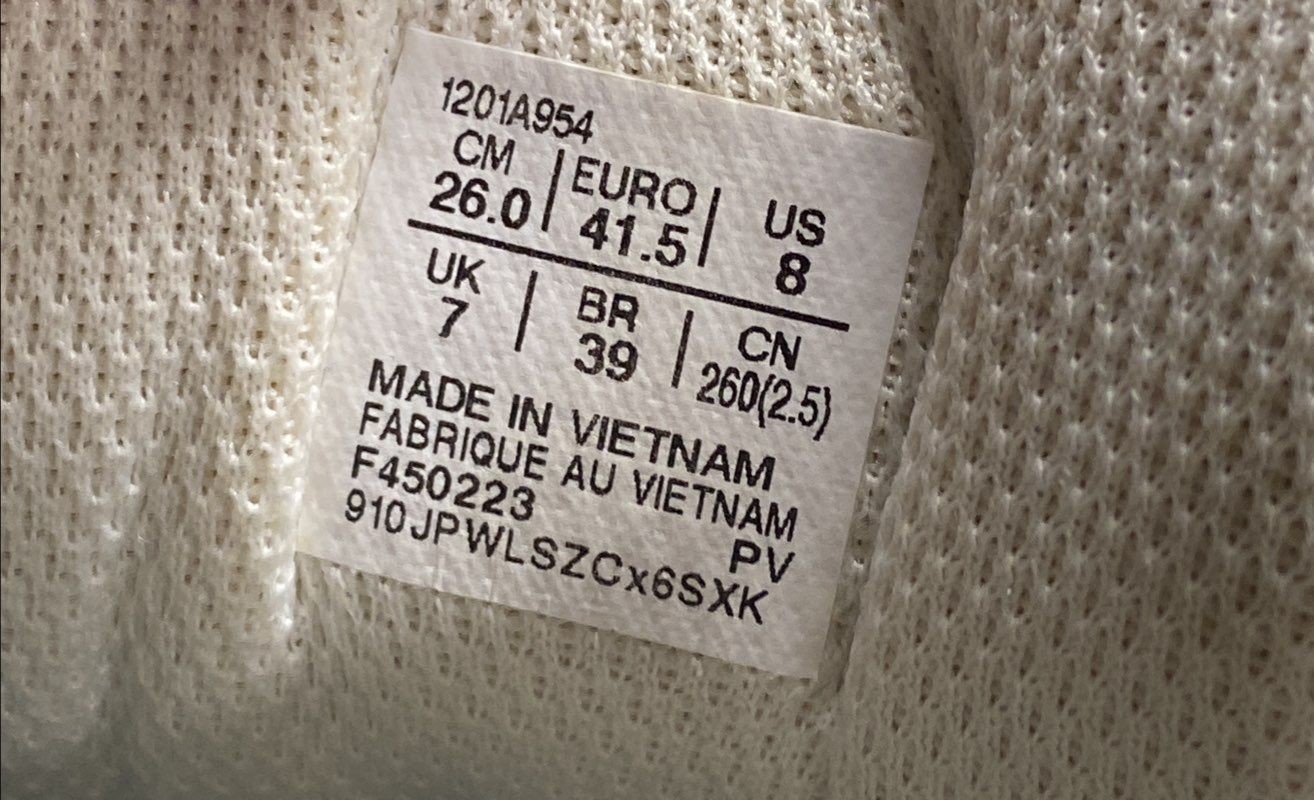 1201A954
CM | EURO | US
26.0 | 41.5 | 8
UK | BR | CN
7 | 39 | 260(2.5)
MADE IN VIETNAM
FABRIQUE AU VIETNAM
F450223 PV
910JPWLSZCx6SXK